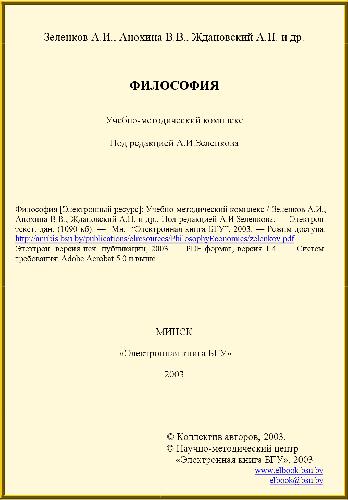 Зеленков А.И., Анохина В.В., Ждановский А.П. и др.
ФИЛОСОФИЯ
Учебно-методический комплекс
Под редакцией А.И.Зеленкова
Философия [Электронный ресурс]: Учебно-методический комплекс / Зеленков А.И.,
Анохина В.В., Ждановский А.П. и др.. Под редакцией А.И.Зеленкова. — Электрон.
текст. дан. (1090 кб). — Мн.: "Электронная книга БГУ", 2003. — Режим доступа:
http://anubis.bsu.by/publications/elresources/PhilosophyEconomics/zelenkov.pdf .
Электрон. версия печ. публикации, 2003. — PDF формат, версия 1.4 . — Систем.
требования: Adobe Acrobat 5.0 и выше.
МИНСК
«Электронная книга БГУ»
2003
© Коллектив авторов, 2003.
© Научно-методический центр
«Электронная книга БГУ», 2003
www.elbook.bsu.by
elbook@bsu.by